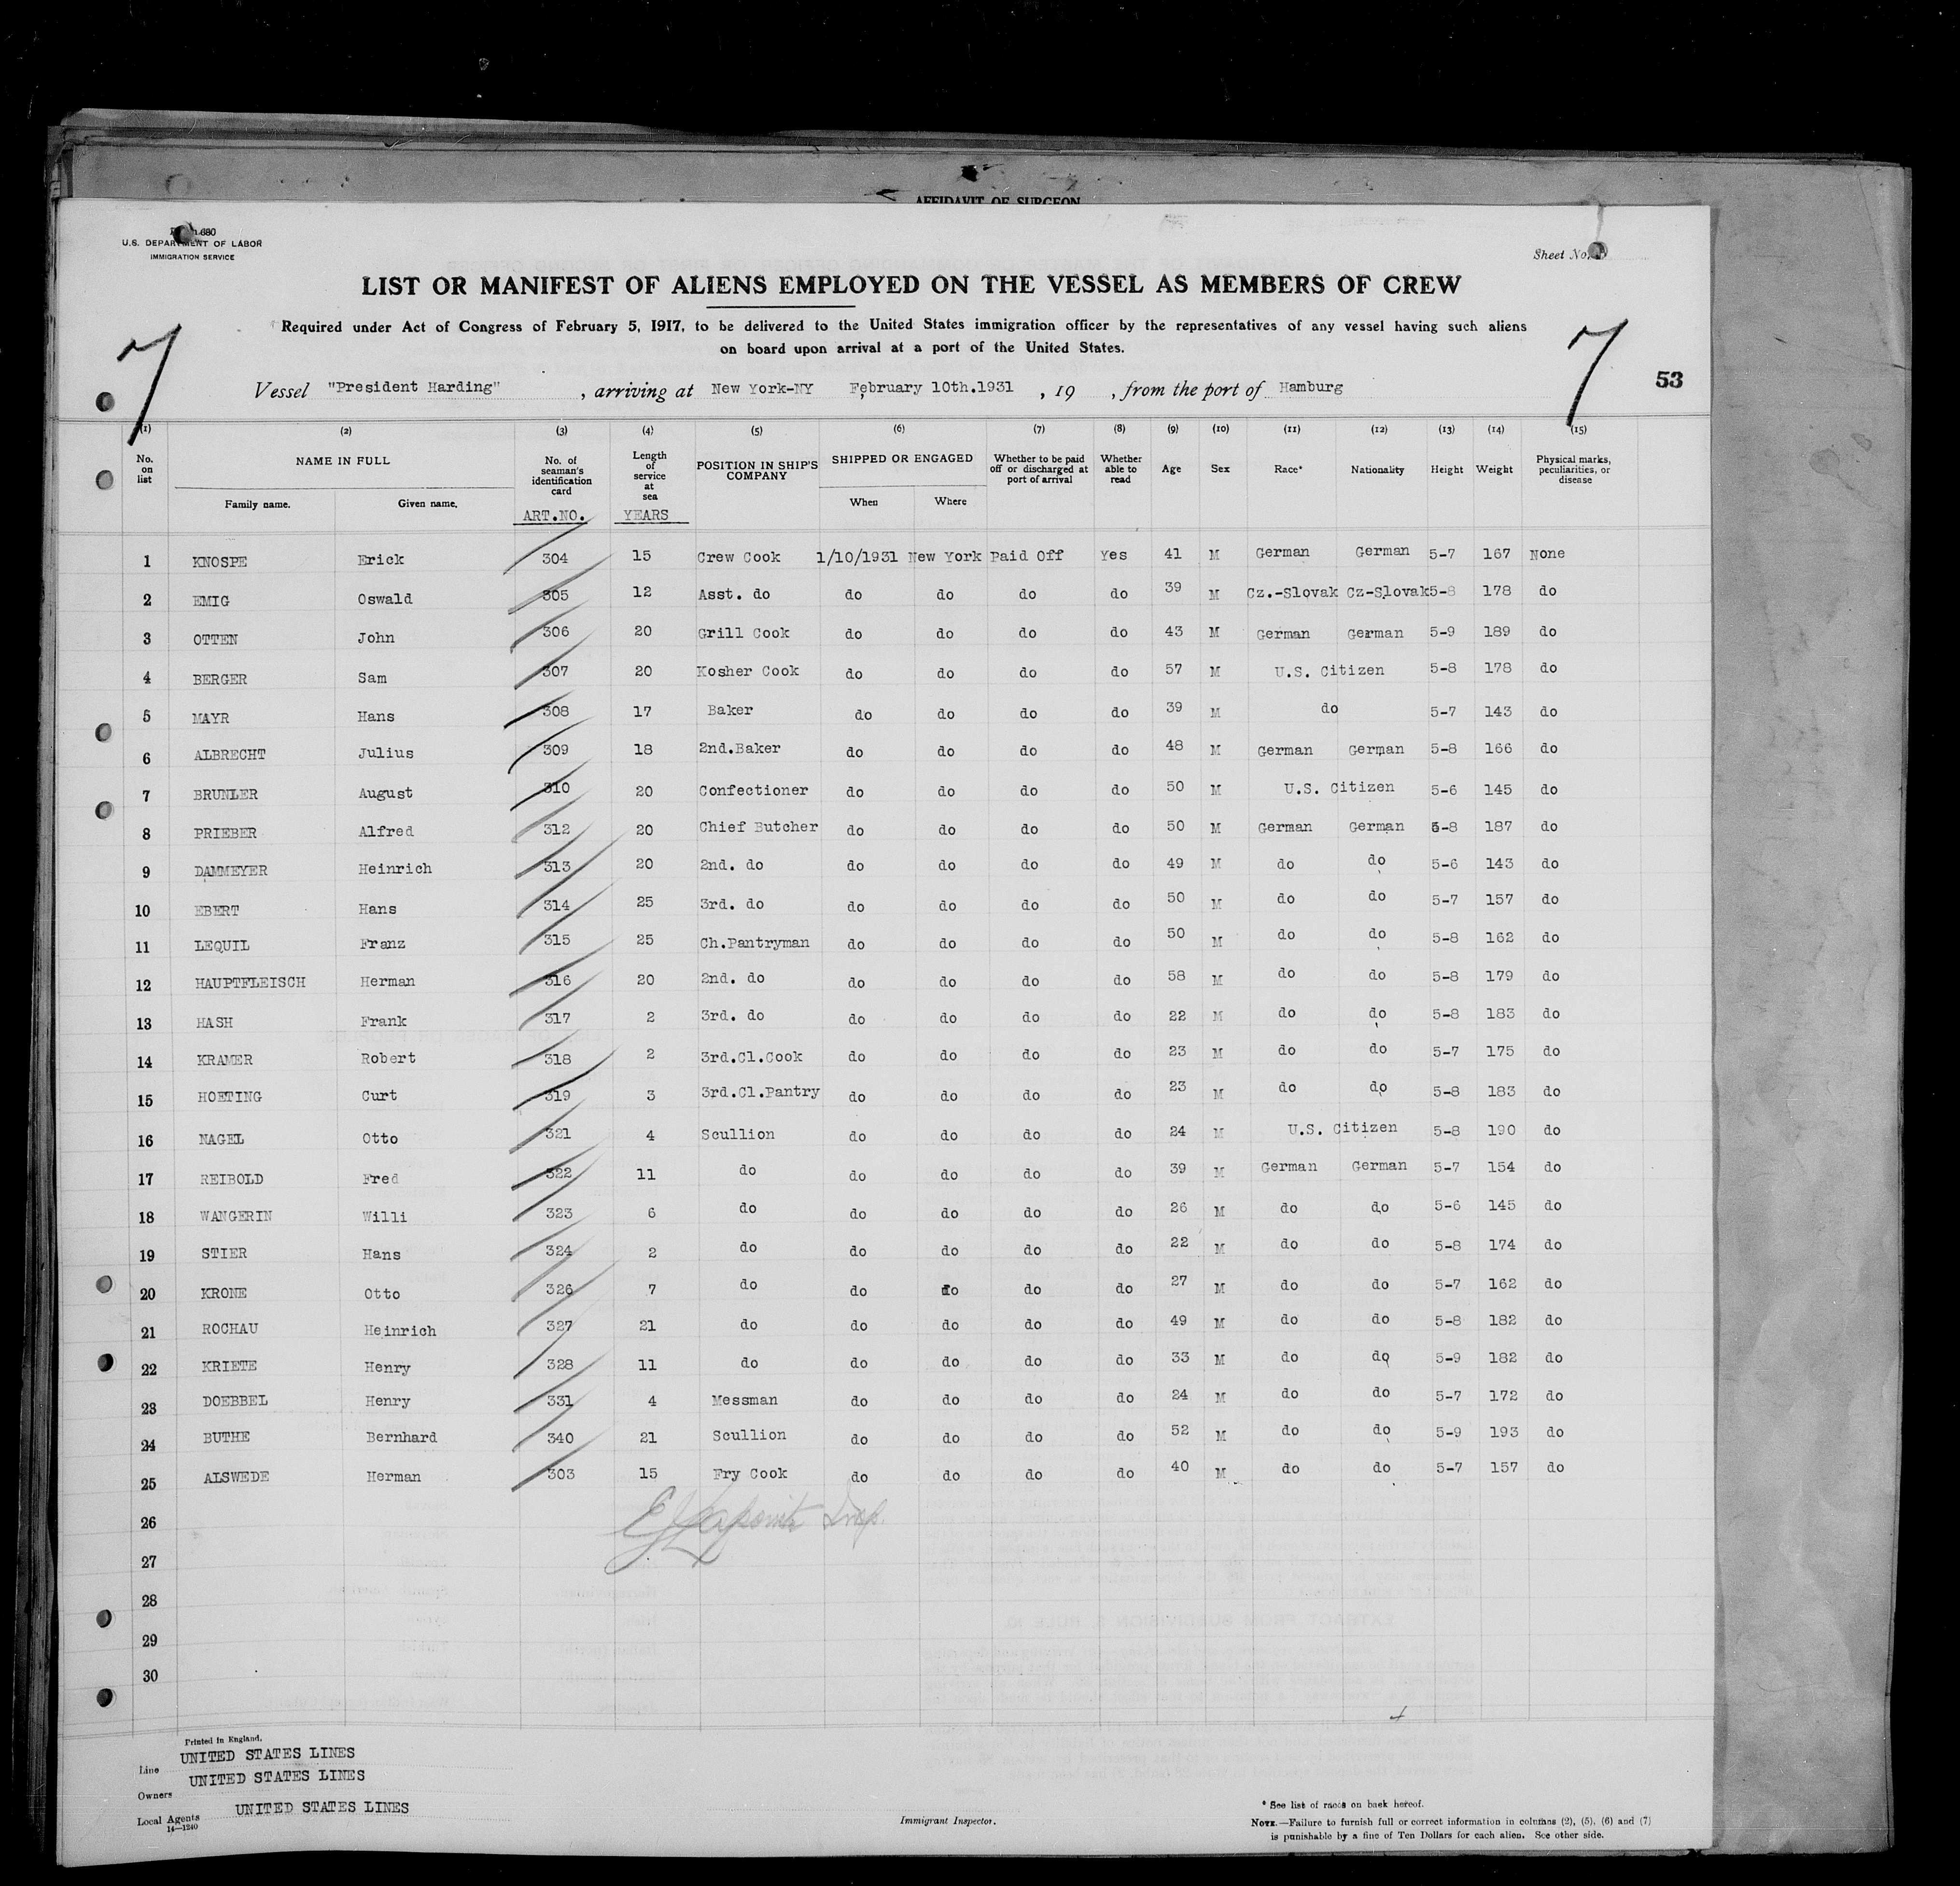 AFFIDAVIT OF SURGEON
680
U.S. DEPARTMENT OF LABOR
IMMIGRATION SERVICE
Sheet No.
LIST OR MANIFEST OF ALIENS EMPLOYED ON THE VESSEL AS MEMBERS OF CREW
Required under Act of Congress of February 5, 1917, to be delivered to the United States immigration officer by the representatives of any vessel having such aliens
on board upon arrival at a port of the United States.
7 7 53
Vessel "President Harding" , arriving at New York-NY February 10th.1931 , 19 , from the port of Hamburg
(1) (2) (3) (4) (5) (6) (7) (8) (9) (10) (11) (12) (13) (14) (15)
No. on list NAME IN FULL No. of seaman's identification card Length of service at sea POSITION IN SHIP'S COMPANY SHIPPED OR ENGAGED Whether to be paid off or discharged at port of arrival Whether able to read Age Sex Race* Nationality Height Weight Physical marks, peculiarities, or disease
Family name. Given name. ART.NO. YEARS When Where
1 KNOSPE Erick 304 15 Crew Cook 1/10/1931 New York Paid Off Yes 41 M German German 5-7 167 None
2 EMIG Oswald 305 12 Asst. do do do do do 39 M Cz.-Slovak Cz-Slovak 5-8 178 do
3 OTTEN John 306 20 Grill Cook do do do do 43 M German German 5-9 189 do
4 BERGER Sam 307 20 Kosher Cook do do do do 57 M U.S. Citizen 5-8 178 do
5 MAYR Hans 308 17 Baker do do do do 39 M do 5-7 143 do
6 ALBRECHT Julius 309 18 2nd.Baker do do do do 48 M German German 5-8 166 do
7 BRUNLER August 310 20 Confectioner do do do do 50 M U.S. Citizen 5-6 145 do
8 PRIEBER Alfred 312 20 Chief Butcher do do do do 50 M German German 5-8 187 do
9 DAMMEYER Heinrich 313 20 2nd. do do do do do 49 M do do 5-6 143 do
10 EBERT Hans 314 25 3rd. do do do do do 50 M do do 5-7 157 do
11 LEQUIL Franz 315 25 Ch.Pantryman do do do do 50 M do do 5-8 162 do
12 HAUPTFLEISCH Herman 316 20 2nd. do do do do do 58 M do do 5-8 179 do
13 HASH Frank 317 2 3rd. do do do do do 22 M do do 5-8 183 do
14 KRAMER Robert 318 2 3rd.Cl.Cook do do do do 23 M do do 5-7 175 do
15 HOETING Curt 319 3 3rd.Cl.Pantry do do do do 23 M do do 5-8 183 do
16 NAGEL Otto 321 4 Scullion do do do do 24 M U.S. Citizen 5-8 190 do
17 REIBOLD Fred 322 11 do do do do do 39 M German German 5-7 154 do
18 WANGERIN Willi 323 6 do do do do do 26 M do do 5-6 145 do
19 STIER Hans 324 2 do do do do do 22 M do do 5-8 174 do
20 KRONE Otto 326 7 do do do do do 27 M do do 5-7 162 do
21 ROCHAU Heinrich 327 21 do do do do do 49 M do do 5-8 182 do
22 KRIETE Henry 328 11 do do do do do 33 M do do 5-9 182 do
23 DOEBBEL Henry 331 4 Messman do do do do 24 M do do 5-7 172 do
24 BUTHE Bernhard 340 21 Scullion do do do do 52 M do do 5-9 193 do
25 ALSWEDE Herman 303 15 Fry Cook do do do do 40 M do do 5-7 157 do
26
27
28
29
30
Printed in England.
Line UNITED STATES LINES
Owners UNITED STATES LINES
Local Agents UNITED STATES LINES
14—1240
Immigrant Inspector.
* See list of races on back hereof.
NOTE.—Failure to furnish full or correct information in columns (2), (5), (6) and (7)
is punishable by a fine of Ten Dollars for each alien. See other side.